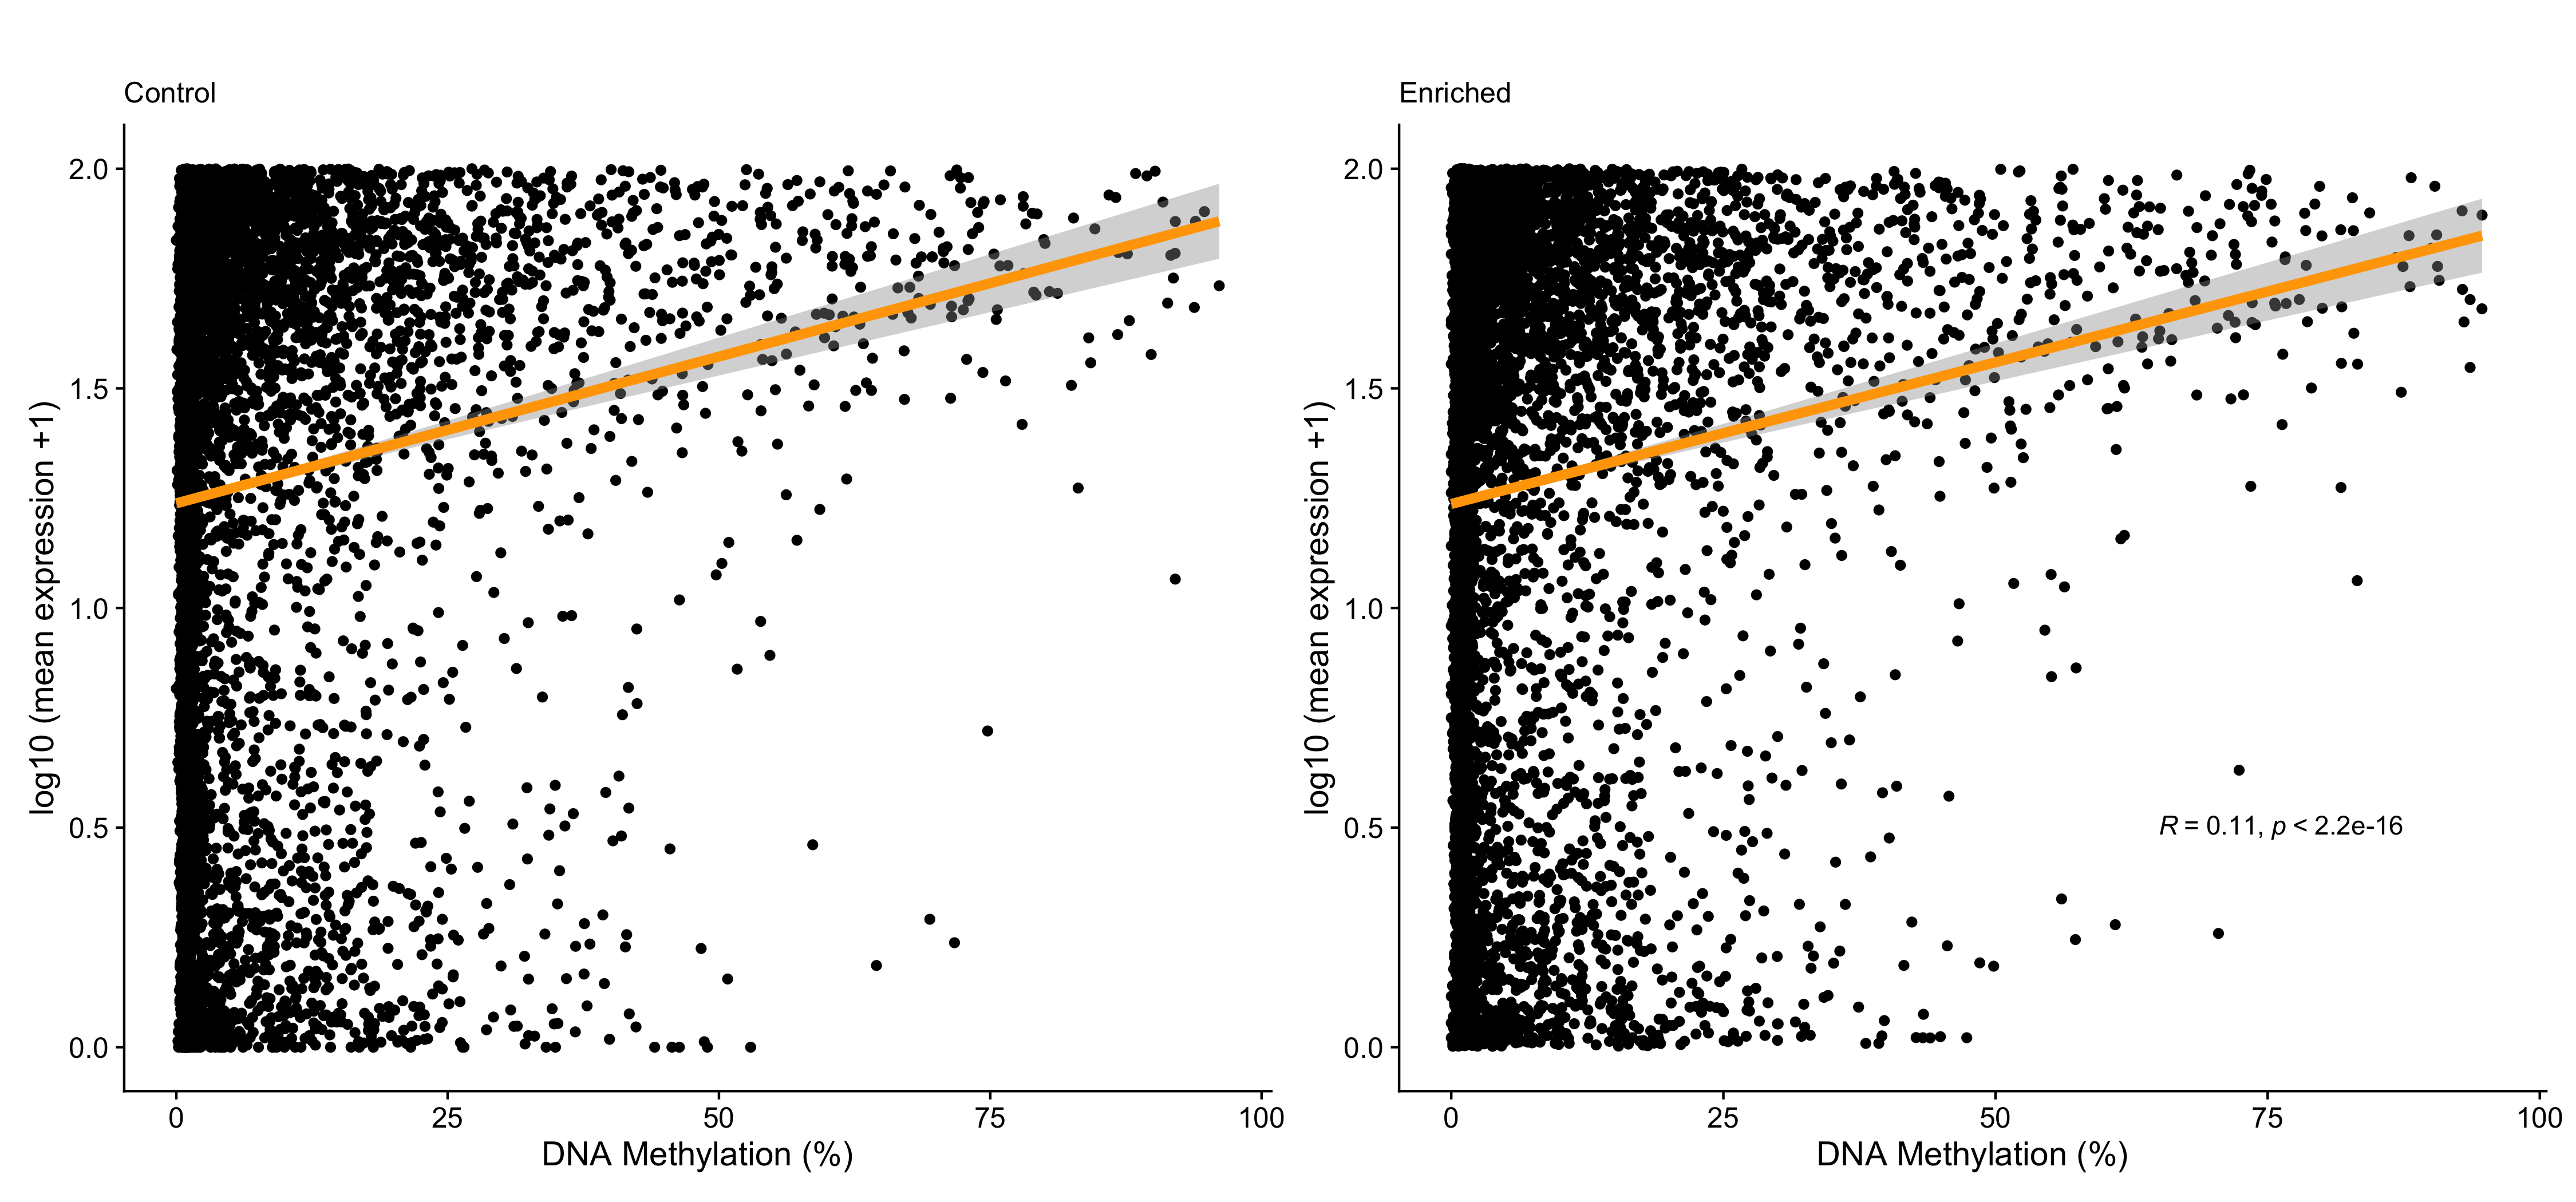 Control
Enriched
log10 (mean expression +1)
2.0
1.5
1.0
0.5
0.0
0 25 50 75 100
DNA Methylation (%)
log10 (mean expression +1)
2.0
1.5
1.0
0.5
0.0
R = 0.11, p < 2.2e-16
0 25 50 75 100
DNA Methylation (%)